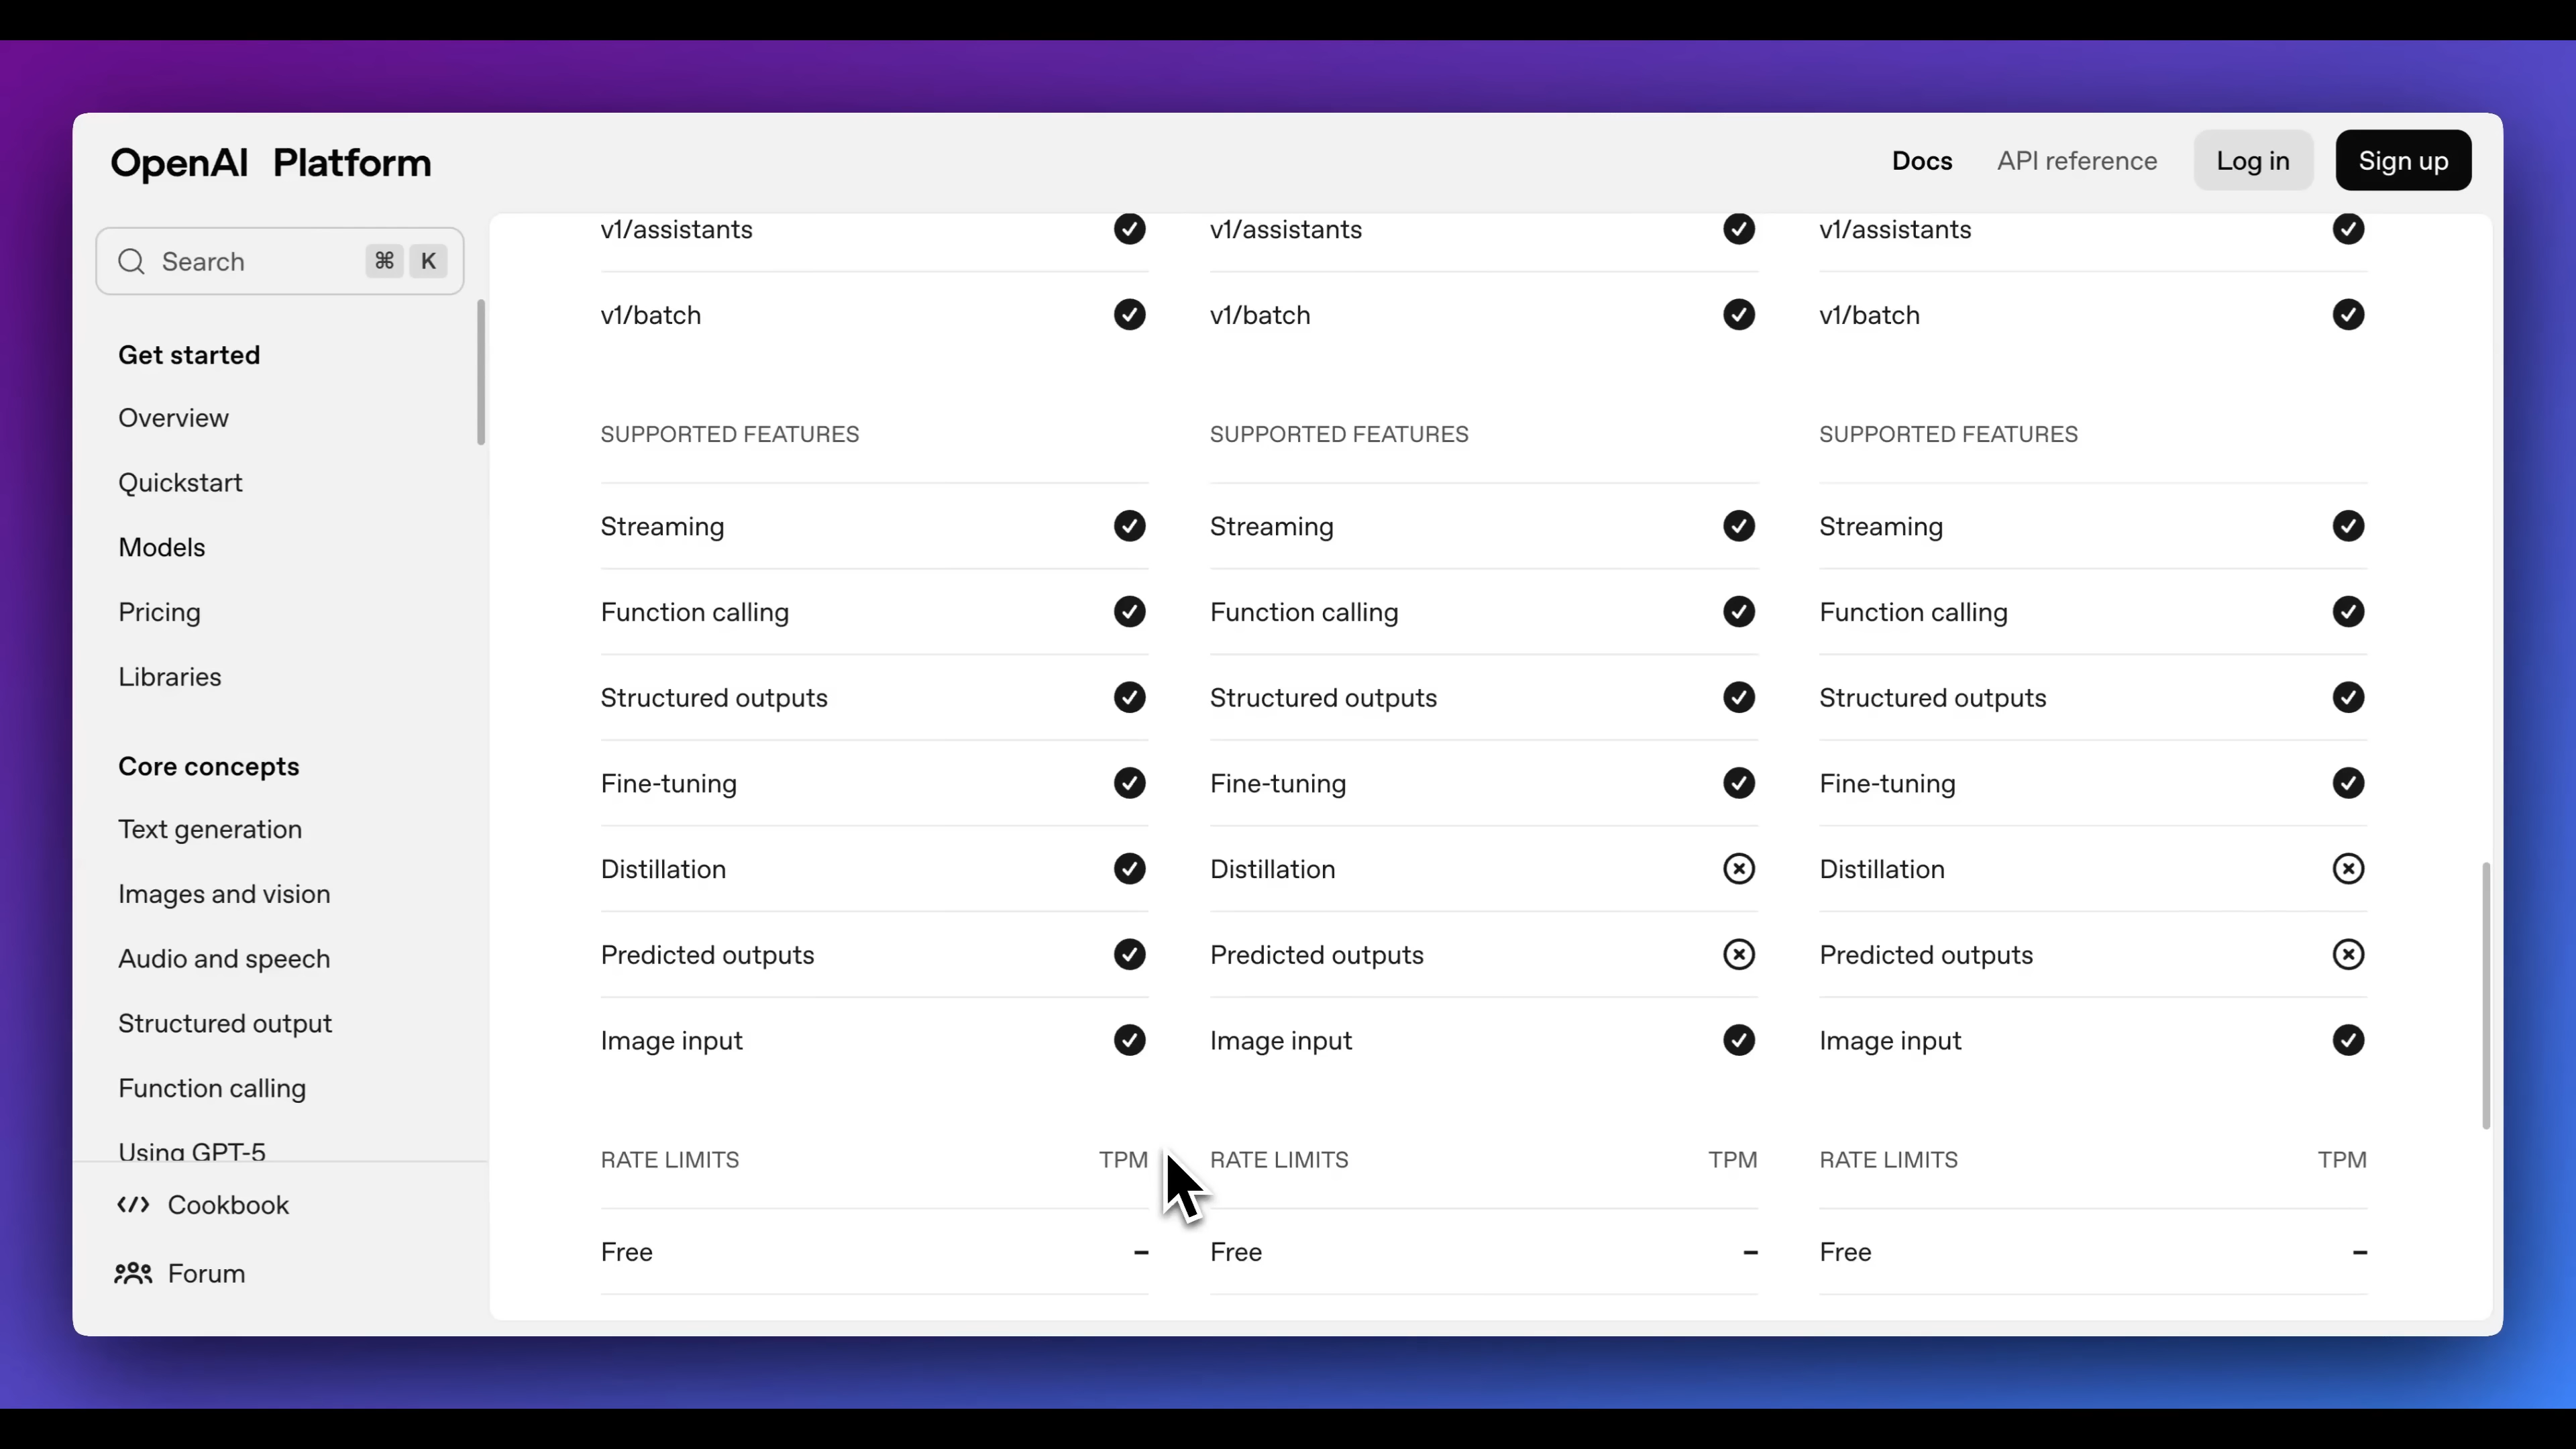 OpenAI Platform
Docs API reference Log in Sign up
Search ⌘ K
Get started
Overview
Quickstart
Models
Pricing
Libraries
Core concepts
Text generation
Images and vision
Audio and speech
Structured output
Function calling
Using GPT-5
Cookbook
Forum
v1/assistants v1/assistants v1/assistants
v1/batch v1/batch v1/batch
SUPPORTED FEATURES SUPPORTED FEATURES SUPPORTED FEATURES
Streaming Streaming Streaming
Function calling Function calling Function calling
Structured outputs Structured outputs Structured outputs
Fine-tuning Fine-tuning Fine-tuning
Distillation Distillation Distillation
Predicted outputs Predicted outputs Predicted outputs
Image input Image input Image input
RATE LIMITS TPM RATE LIMITS TPM RATE LIMITS TPM
Free – Free – Free –